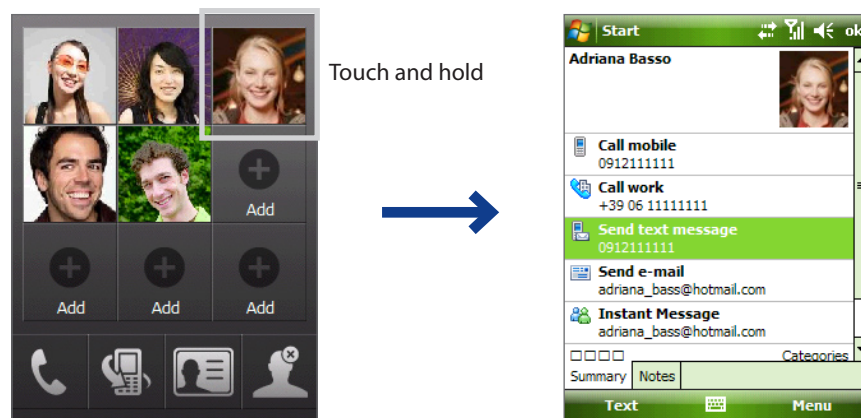 Touch and hold
Add
Add
Add
Add
Start
ok
Adriana Basso
Call mobile
0912111111
Call work
+39 06 11111111
Send text message
0912111111
Send e-mail
adriana_bass@hotmail.com
Instant Message
adriana_bass@hotmail.com
□□□□ Categories
Summary Notes
Text Menu